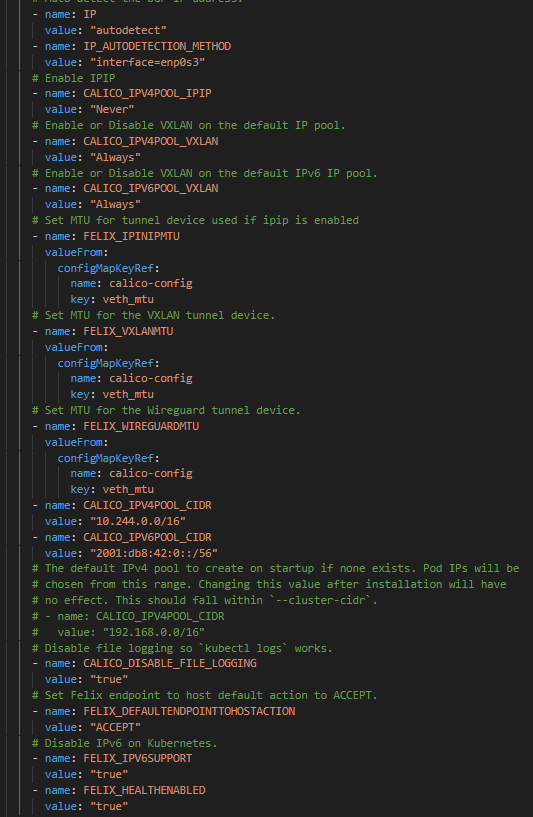 # Auto-detect the BGP IP address.
- name: IP
  value: "autodetect"
- name: IP_AUTODETECTION_METHOD
  value: "interface=enp0s3"
# Enable IPIP
- name: CALICO_IPV4POOL_IPIP
  value: "Never"
# Enable or Disable VXLAN on the default IP pool.
- name: CALICO_IPV4POOL_VXLAN
  value: "Always"
# Enable or Disable VXLAN on the default IPv6 IP pool.
- name: CALICO_IPV6POOL_VXLAN
  value: "Always"
# Set MTU for tunnel device used if ipip is enabled
- name: FELIX_IPINIPMTU
  valueFrom:
    configMapKeyRef:
      name: calico-config
      key: veth_mtu
# Set MTU for the VXLAN tunnel device.
- name: FELIX_VXLANMTU
  valueFrom:
    configMapKeyRef:
      name: calico-config
      key: veth_mtu
# Set MTU for the Wireguard tunnel device.
- name: FELIX_WIREGUARDMTU
  valueFrom:
    configMapKeyRef:
      name: calico-config
      key: veth_mtu
- name: CALICO_IPV4POOL_CIDR
  value: "10.244.0.0/16"
- name: CALICO_IPV6POOL_CIDR
  value: "2001:db8:42:0::/56"
# The default IPv4 pool to create on startup if none exists. Pod IPs will be
# chosen from this range. Changing this value after installation will have
# no effect. This should fall within `--cluster-cidr`.
# - name: CALICO_IPV4POOL_CIDR
#   value: "192.168.0.0/16"
# Disable file logging so `kubectl logs` works.
- name: CALICO_DISABLE_FILE_LOGGING
  value: "true"
# Set Felix endpoint to host default action to ACCEPT.
- name: FELIX_DEFAULTENDPOINTTOHOSTACTION
  value: "ACCEPT"
# Disable IPv6 on Kubernetes.
- name: FELIX_IPV6SUPPORT
  value: "true"
- name: FELIX_HEALTHENABLED
  value: "true"